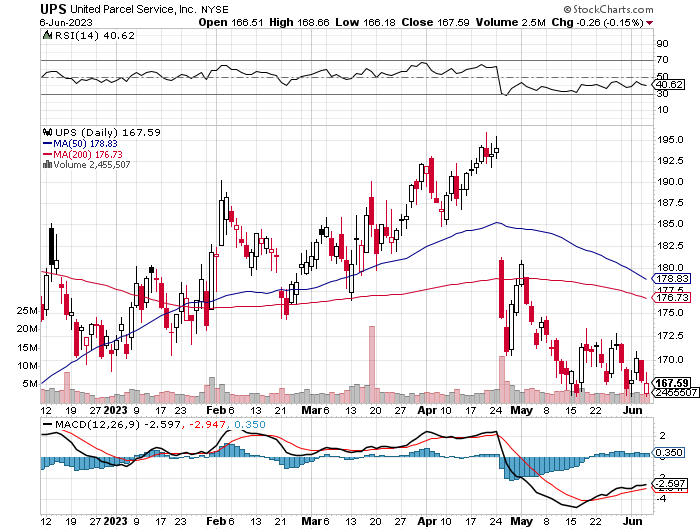 UPS United Parcel Service, Inc. NYSE
© StockCharts.com
6-Jun-2023 Open 166.51 High 168.66 Low 166.18 Close 167.59 Volume 2.5M Chg -0.26 (-0.15%)
RSI(14) 40.62
90
70
50
40.62
30
10
UPS (Daily) 167.59
MA(50) 178.83
MA(200) 176.73
Volume 2,455,507
195.0
192.5
190.0
187.5
185.0
182.5
180.0
178.83
177.5
176.73
175.0
172.5
170.0
167.59
2455507
25M
20M
15M
10M
5M
12 19 27 2023 9 17 23 Feb 6 13 21 Mar 6 13 20 27 Apr 10 17 24 May 8 15 22 Jun
MACD(12,26,9) -2.597, -2.947, 0.350
2
0.350
-2.597
-4
12 19 27 2023 9 17 23 Feb 6 13 21 Mar 6 13 20 27 Apr 10 17 24 May 8 15 22 Jun